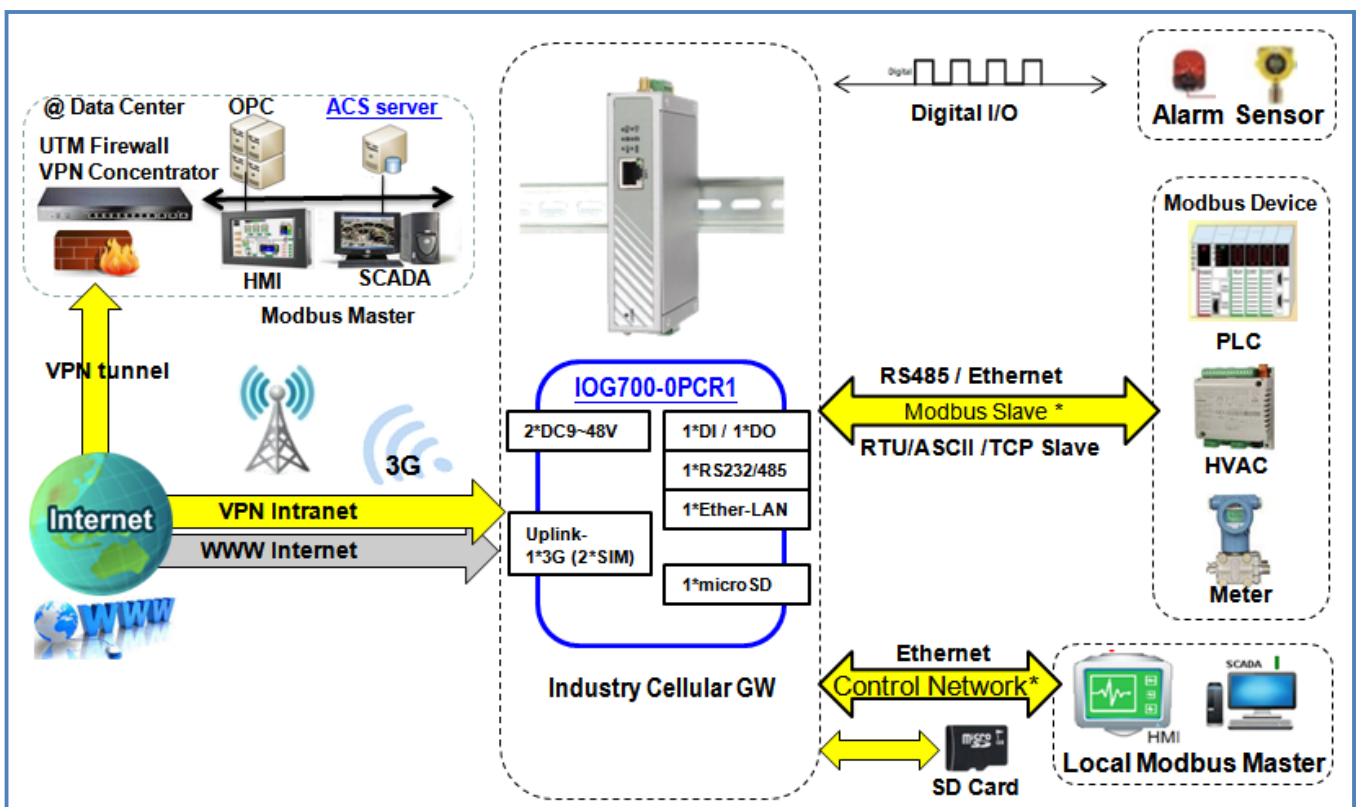 @ Data Center
OPC
ACS server
UTM Firewall
VPN Concentrator
HMI
SCADA
Modbus Master
VPN tunnel
3G
Internet
VPN Intranet
WWW Internet
WWW
IOG700-0PCR1
2*DC9~48V
Uplink-
1*3G (2*SIM)
1*DI / 1*DO
1*RS232/485
1*Ether-LAN
1*microSD
Industry Cellular GW
Digital
Digital I/O
Alarm
Sensor
RS485 / Ethernet
Modbus Slave *
RTU/ASCII /TCP Slave
Modbus Device
PLC
HVAC
Meter
Ethernet
Control Network*
micro
SD Card
HMI
SCADA
Local Modbus Master